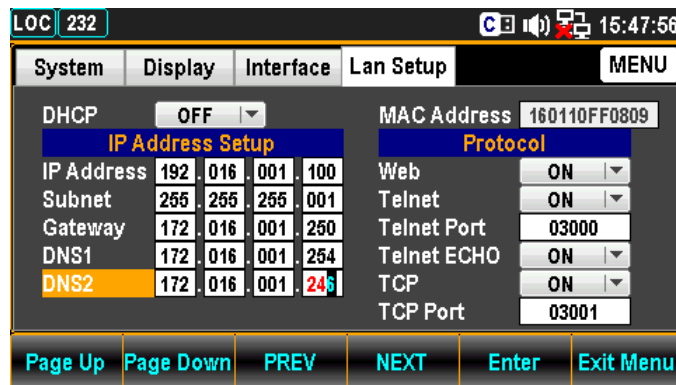 LOC 232 C 15:47:56
System Display Interface Lan Setup MENU
DHCP OFF MAC Address 160110FF0809
IP Address Setup Protocol
IP Address 192 . 016 . 001 . 100 Web ON
Subnet 255 . 255 . 255 . 001 Telnet ON
Gateway 172 . 016 . 001 . 250 Telnet Port 03000
DNS1 172 . 016 . 001 . 254 Telnet ECHO ON
DNS2 172 . 016 . 001 . 246 TCP ON
TCP Port 03001
Page Up Page Down PREV NEXT Enter Exit Menu